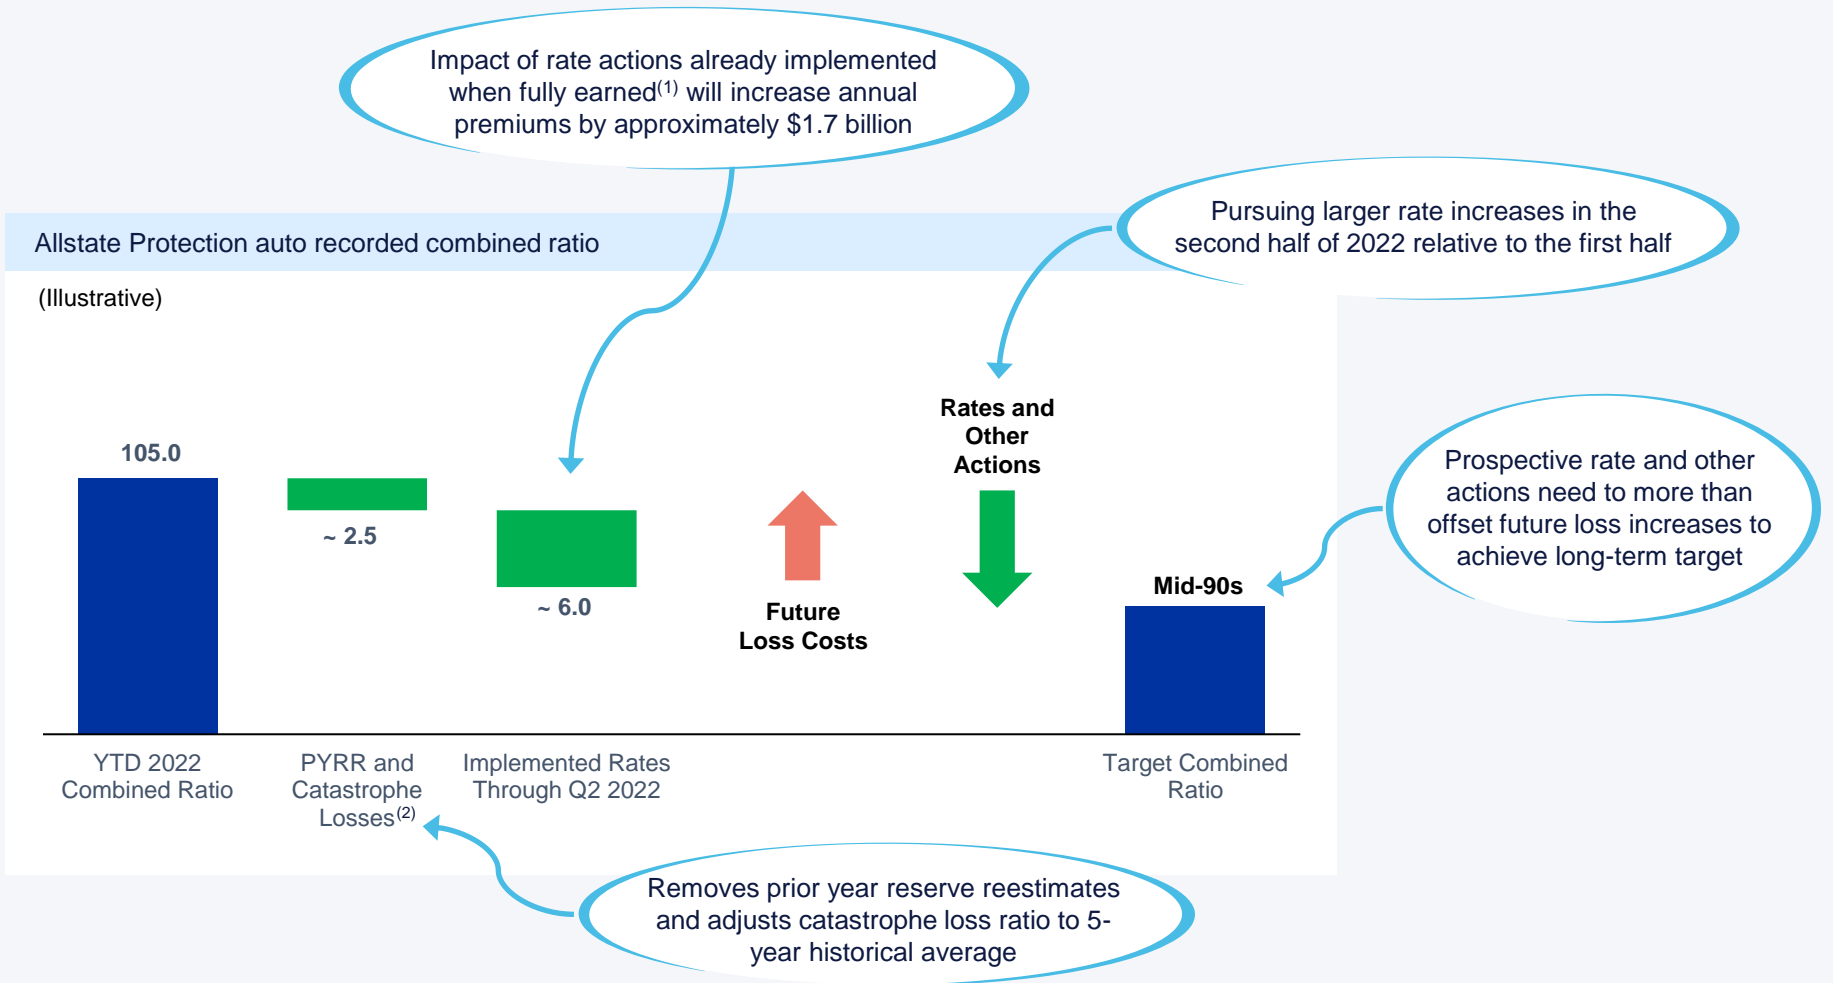 Impact of rate actions already implemented
when fully earned(1) will increase annual
premiums by approximately $1.7 billion
Pursuing larger rate increases in the
second half of 2022 relative to the first half
Allstate Protection auto recorded combined ratio
(Illustrative)
Rates and
Other
Actions
105.0
~ 2.5
~ 6.0
Future
Loss Costs
Mid-90s
Prospective rate and other
actions need to more than
offset future loss increases to
achieve long-term target
YTD 2022
Combined Ratio
PYRR and
Catastrophe
Losses(2)
Implemented Rates
Through Q2 2022
Target Combined
Ratio
Removes prior year reserve reestimates
and adjusts catastrophe loss ratio to 5-
year historical average